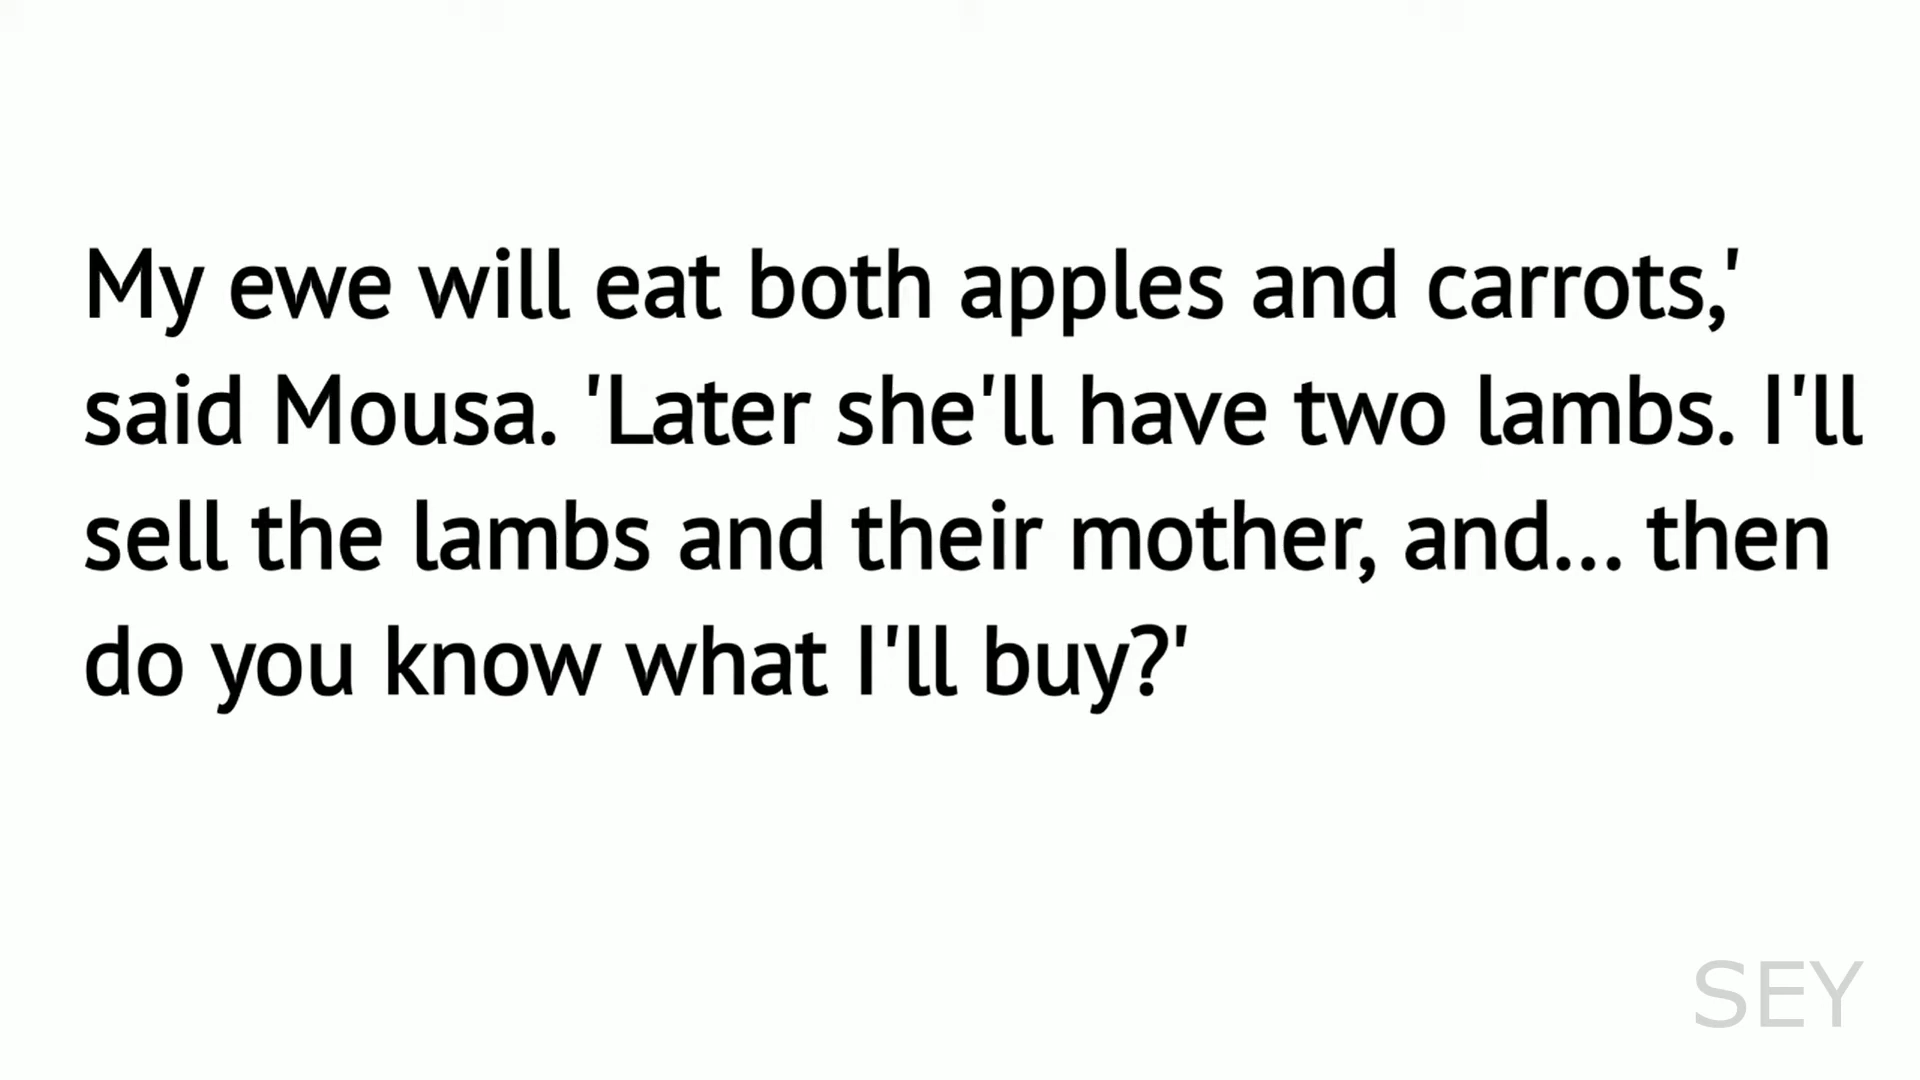 My ewe will eat both apples and carrots,'
said Mousa. 'Later she'll have two lambs. I'll
sell the lambs and their mother, and... then
do you know what I'll buy?'
SEY